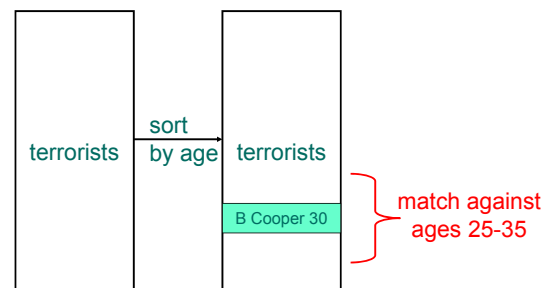 terrorists
sort
by age
terrorists
B Cooper 30
match against
ages 25-35